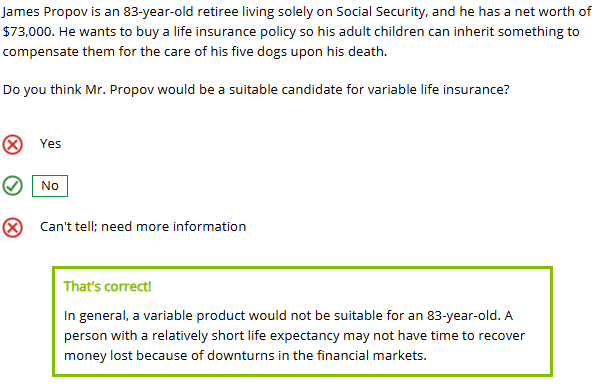 James Propov is an 83-year-old retiree living solely on Social Security, and he has a net worth of
$73,000. He wants to buy a life insurance policy so his adult children can inherit something to
compensate them for the care of his five dogs upon his death.
Do you think Mr. Propov would be a suitable candidate for variable life insurance?
Yes
No
Can't tell; need more information
That's correct!
In general, a variable product would not be suitable for an 83-year-old. A
person with a relatively short life expectancy may not have time to recover
money lost because of downturns in the financial markets.